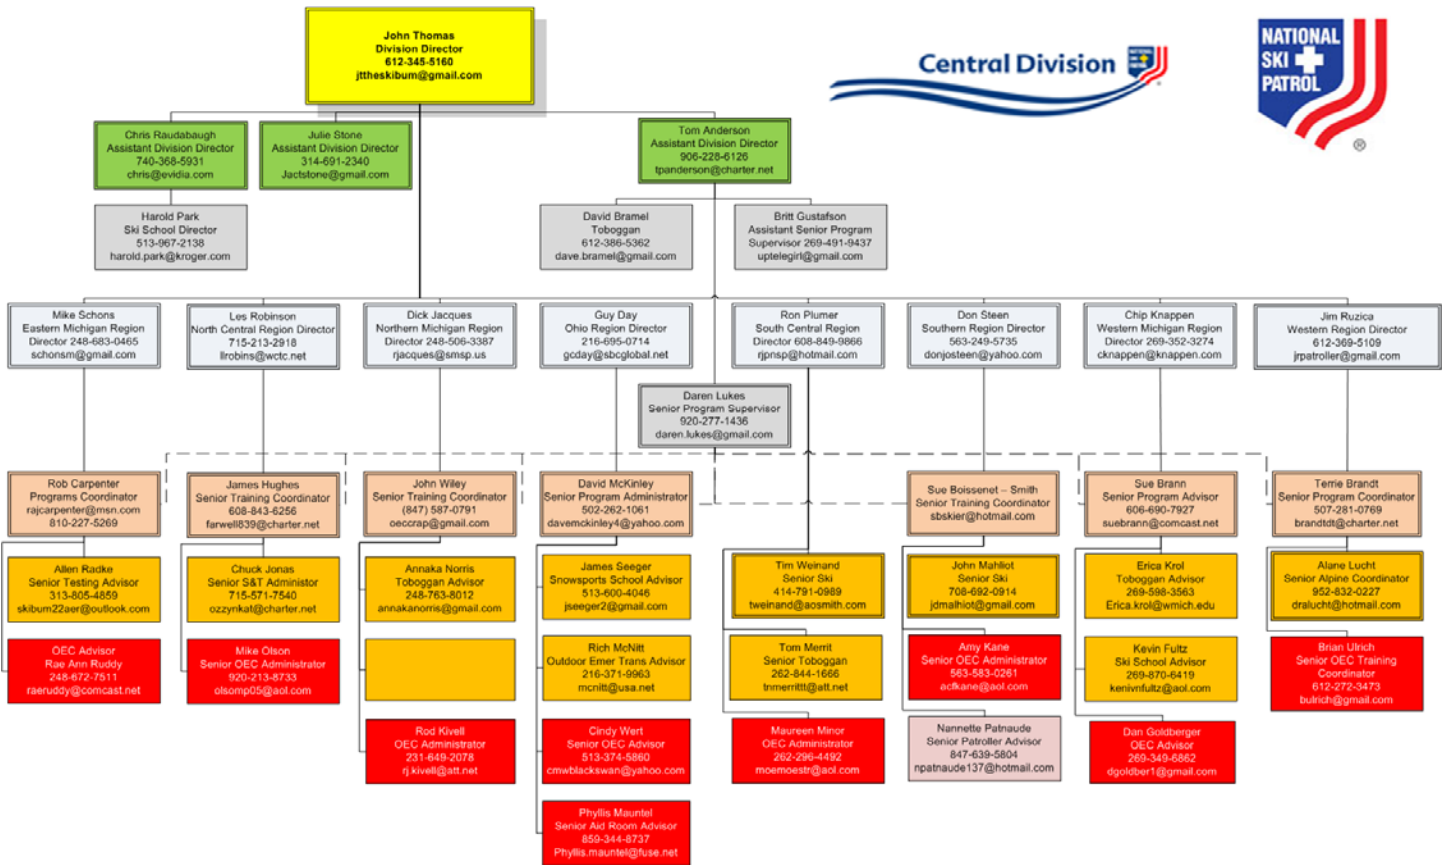 John Thomas
Division Director
612-345-5160
jttheskibum@gmail.com
Central Division
NATIONAL
SKI
PATROL
®
Chris Raudabaugh
Assistant Division Director
740-368-5931
chris@evidia.com
Julie Stone
Assistant Division Director
314-691-2340
Jactstone@gmail.com
Tom Anderson
Assistant Division Director
906-228-6126
tpanderson@charter.net
Harold Park
Ski School Director
513-967-2138
harold.park@kroger.com
David Bramel
Toboggan
612-386-5362
dave.bramel@gmail.com
Britt Gustafson
Assistant Senior Program
Supervisor 269-491-9437
uptelegirl@gmail.com
Mike Schons
Eastern Michigan Region
Director 248-683-0465
schonsm@gmail.com
Les Robinson
North Central Region Director
715-213-2918
llrobins@wctc.net
Dick Jacques
Northern Michigan Region
Director 248-506-3387
rjacques@smsp.us
Guy Day
Ohio Region Director
216-695-0714
gcday@sbcglobal.net
Ron Plumer
South Central Region
Director 608-849-9866
rjpnsp@hotmail.com
Don Steen
Southern Region Director
563-249-5735
donjosteen@yahoo.com
Chip Knappen
Western Michigan Region
Director 269-352-3274
cknappen@knappen.com
Jim Ruzica
Western Region Director
612-369-5109
jrpatroller@gmail.com
Daren Lukes
Senior Program Supervisor
920-277-1436
daren.lukes@gmail.com
Rob Carpenter
Programs Coordinator
rajcarpenter@msn.com
810-227-5269
James Hughes
Senior Training Coordinator
608-843-6256
farwell839@charter.net
John Wiley
Senior Training Coordinator
(847) 587-0791
oeccrap@gmail.com
David McKinley
Senior Program Administrator
502-262-1061
davemckinley4@yahoo.com
Sue Boissenet – Smith
Senior Training Coordinator
sbskier@hotmail.com
Sue Brann
Senior Program Advisor
606-690-7927
suebrann@comcast.net
Terrie Brandt
Senior Program Coordinator
507-281-0769
brandtdt@charter.net
Allen Radke
Senior Testing Advisor
313-805-4859
skibum22aer@outlook.com
Chuck Jonas
Senior S&T Administor
715-571-7540
ozzynkat@charter.net
Annaka Norris
Toboggan Advisor
248-763-8012
annakanorris@gmail.com
James Seeger
Snowsports School Advisor
513-600-4046
jseeger2@gmail.com
Tim Weinand
Senior Ski
414-791-0989
tweinand@aosmith.com
John Mahliot
Senior Ski
708-692-0914
jdmalhiot@gmail.com
Erica Krol
Toboggan Advisor
269-598-3563
Erica.krol@wmich.edu
Alane Lucht
Senior Alpine Coordinator
952-832-0227
dralucht@hotmail.com
OEC Advisor
Rae Ann Ruddy
248-672-7511
raeruddy@comcast.net
Mike Olson
Senior OEC Administrator
920-213-8733
olsomp05@aol.com
Rich McNitt
Outdoor Emer Trans Advisor
216-371-9963
mcnitt@usa.net
Tom Merrit
Senior Toboggan
262-844-1666
tnmerrittt@att.net
Amy Kane
Senior OEC Administrator
563-583-0261
acfkane@aol.com
Kevin Fultz
Ski School Advisor
269-870-6419
kenivnfultz@aol.com
Brian Ulrich
Senior OEC Training
Coordinator
612-272-3473
bulrich@gmail.com
Rod Kivell
OEC Administrator
231-649-2078
rj.kivell@att.net
Cindy Wert
Senior OEC Advisor
513-374-5860
cmwblackswan@yahoo.com
Maureen Minor
OEC Administrator
262-296-4492
moemoestr@aol.com
Nannette Patnaude
Senior Patroller Advisor
847-639-5804
npatnaude137@hotmail.com
Dan Goldberger
OEC Advisor
269-349-6862
dgoldber1@gmail.com
Phyllis Mauntel
Senior Aid Room Advisor
859-344-8737
Phyllis.mauntel@fuse.net